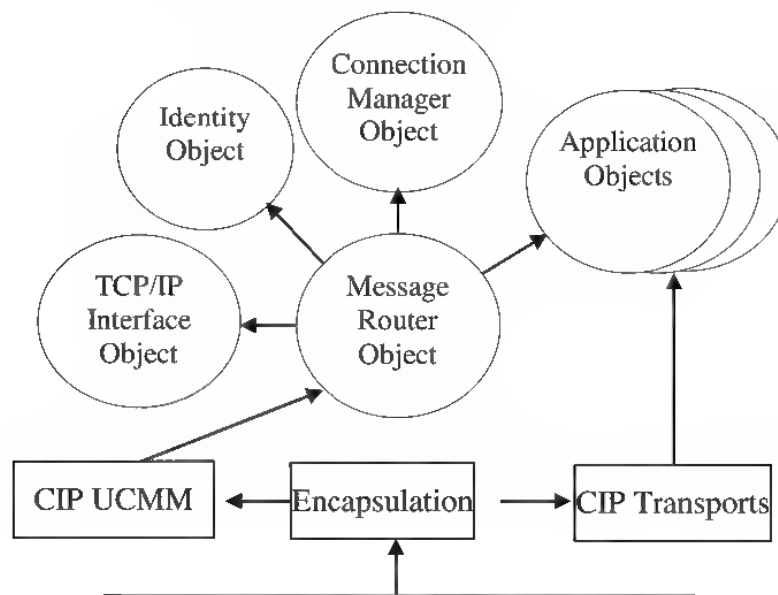 Connection
Manager
Object
Identity
Object
Application
Objects
TCP/IP
Interface
Object
Message
Router
Object
CIP UCMM
Encapsulation
CIP Transports